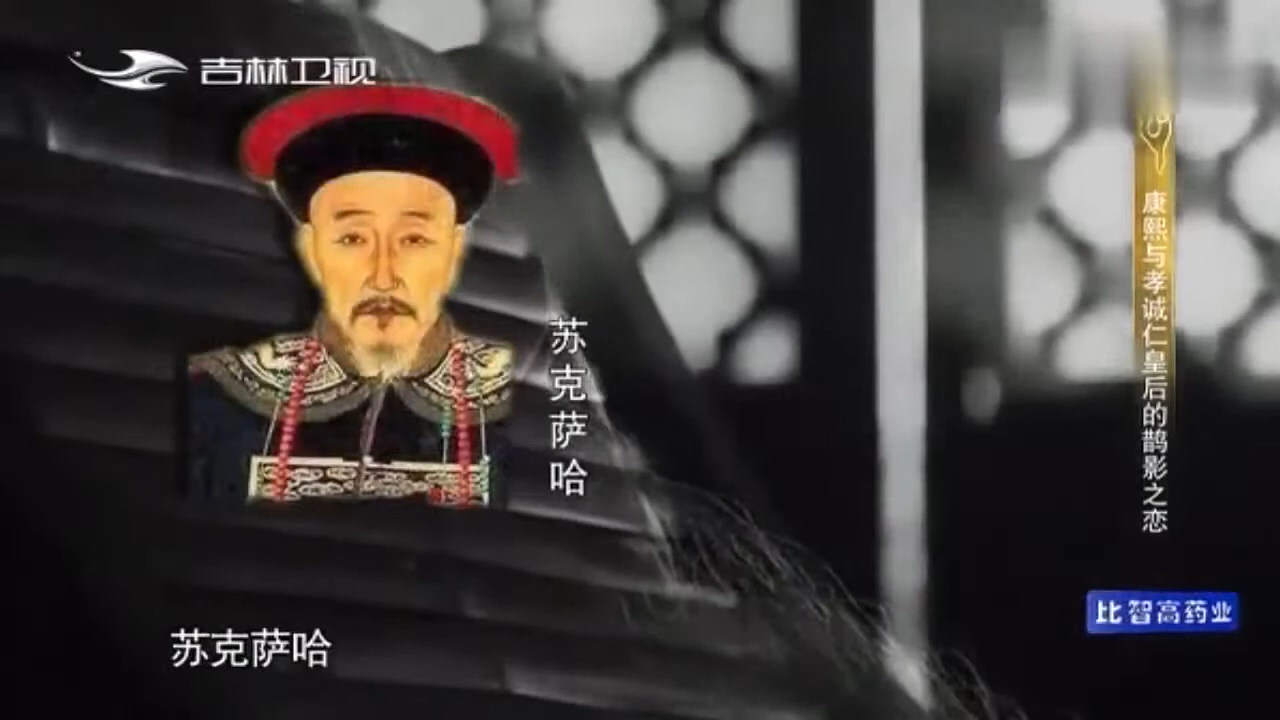 吉林卫视
苏克萨哈
康熙与孝诚仁皇后的鹊影之恋
比智高药业
苏克萨哈